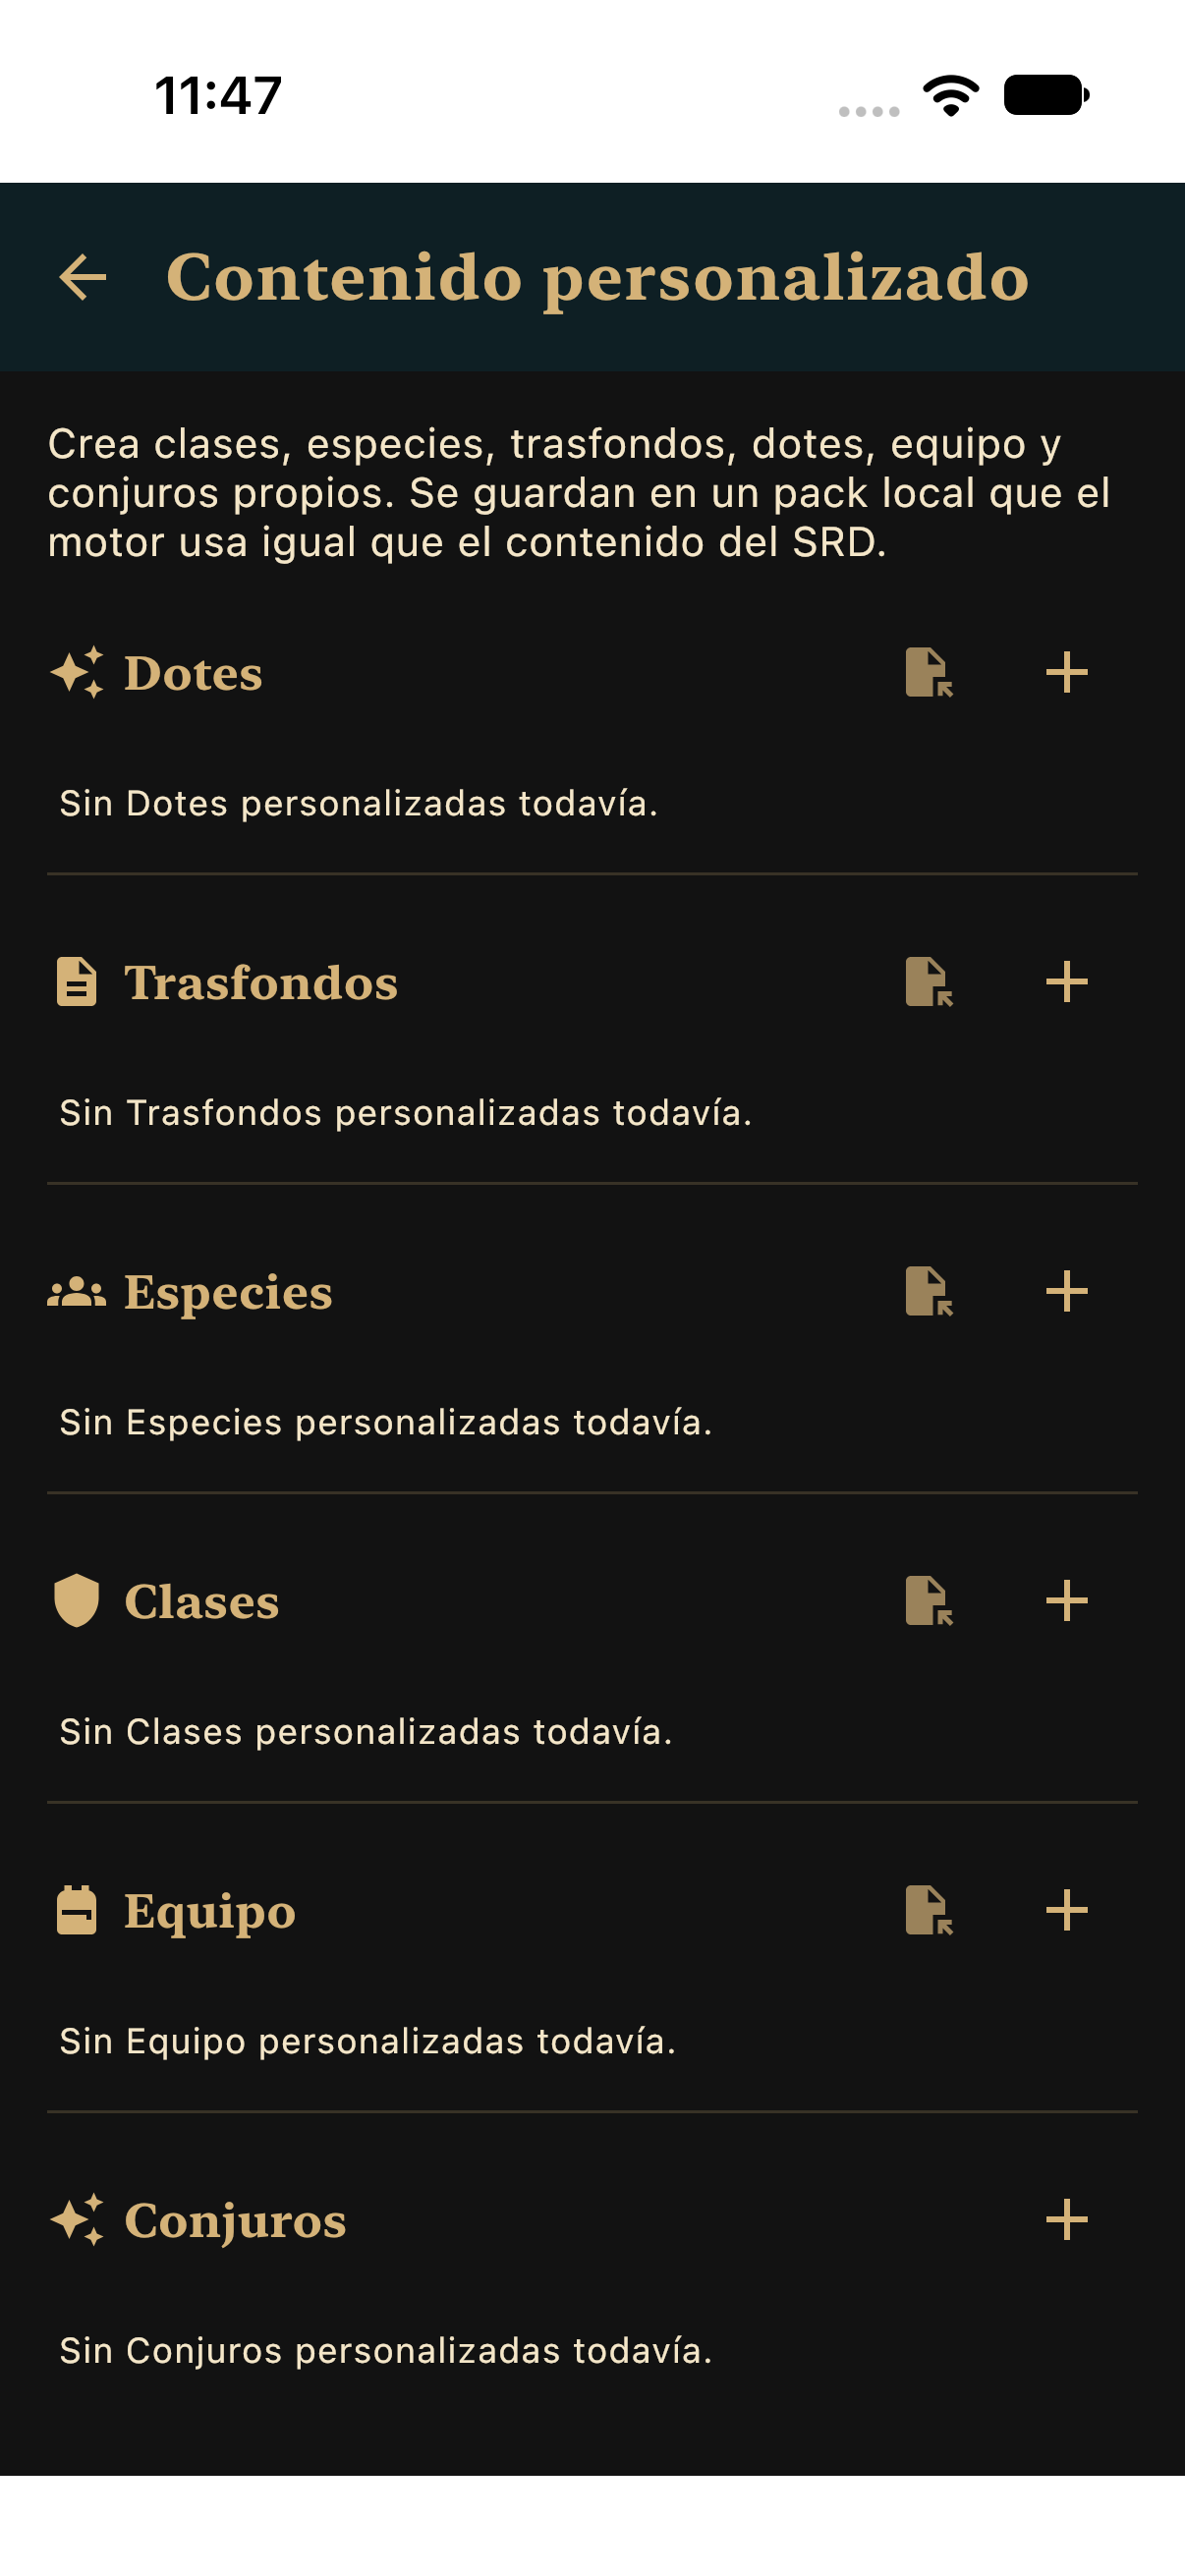 11:47
Contenido personalizado
Crea clases, especies, trasfondos, dotes, equipo y
conjuros propios. Se guardan en un pack local que el
motor usa igual que el contenido del SRD.
Dotes
Sin Dotes personalizadas todavía.
Trasfondos
Sin Trasfondos personalizadas todavía.
Especies
Sin Especies personalizadas todavía.
Clases
Sin Clases personalizadas todavía.
Equipo
Sin Equipo personalizadas todavía.
Conjuros
Sin Conjuros personalizadas todavía.